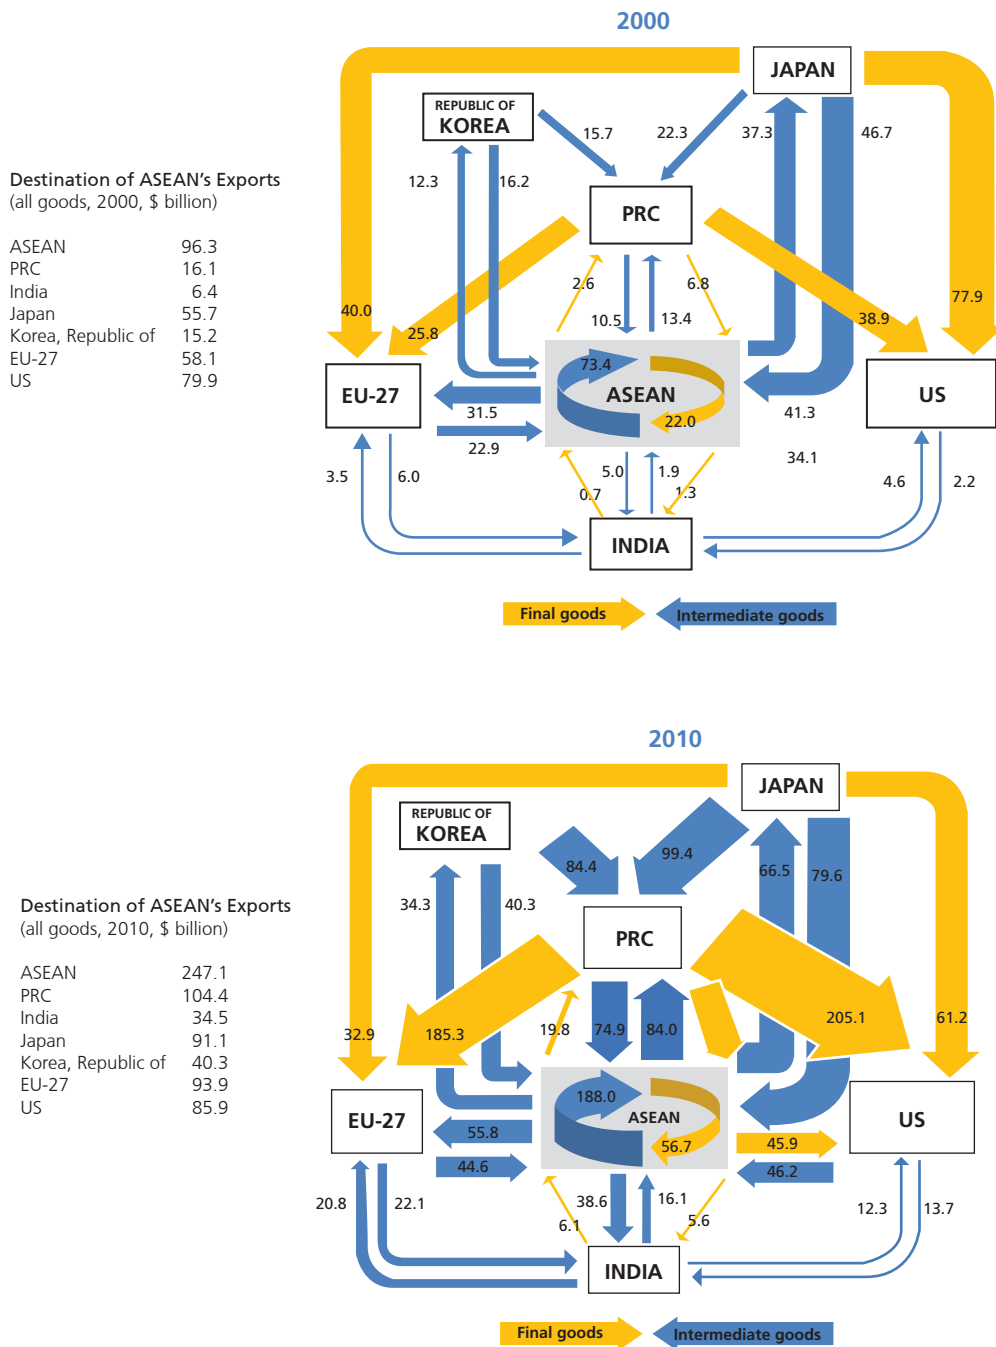 2000
JAPAN
REPUBLIC OF
KOREA
15.7
22.3
37.3
46.7
Destination of ASEAN's Exports
(all goods, 2000, $ billion)
12.3
16.2
PRC
ASEAN 96.3
PRC 16.1
India 6.4
Japan 55.7
Korea, Republic of 15.2
EU-27 58.1
US 79.9
2.6
6.8
77.9
40.0
10.5
13.4
38.9
25.8
73.4
EU-27
ASEAN
US
31.5
22.0
41.3
22.9
34.1
3.5
6.0
5.0
1.9
4.6
2.2
0.7
1.3
INDIA
Final goods
Intermediate goods
2010
JAPAN
REPUBLIC OF
KOREA
84.4
99.4
66.5
79.6
34.3
40.3
Destination of ASEAN's Exports
(all goods, 2010, $ billion)
PRC
ASEAN 247.1
PRC 104.4
India 34.5
Japan 91.1
Korea, Republic of 40.3
EU-27 93.9
US 85.9
32.9
185.3
19.8
74.9
84.0
205.1
61.2
188.0
EU-27
ASEAN
US
55.8
56.7
45.9
44.6
46.2
20.8
22.1
38.6
16.1
12.3
13.7
6.1
5.6
INDIA
Final goods
Intermediate goods